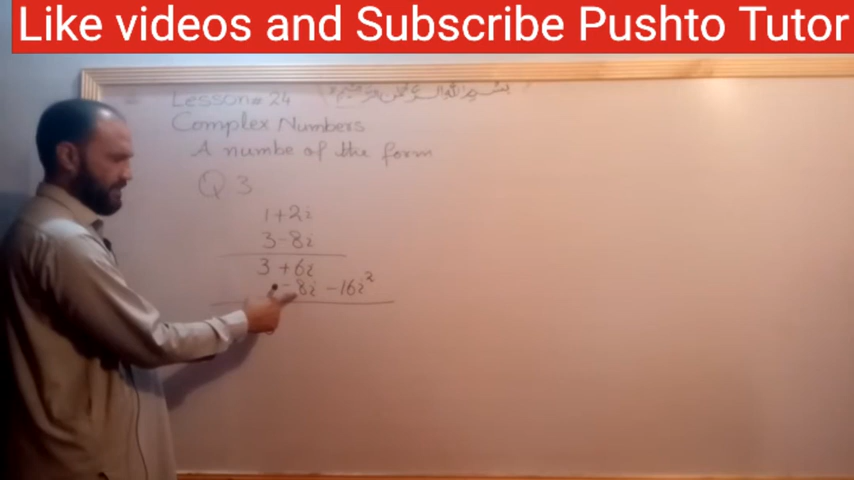 Like videos and Subscribe Pushto Tutor
Lesson# 24
Complex Numbers
A numbe of the form
Q.3
1+2i
3-8i
3 +6i
-8i -16i²